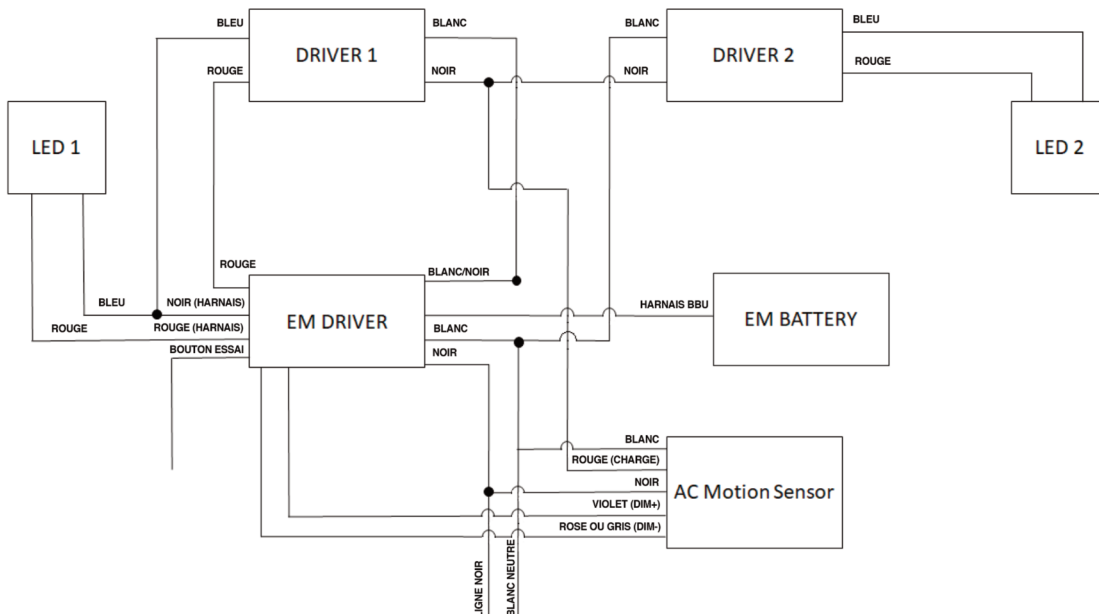 BLEU
BLANC
BLANC
BLEU
DRIVER 1
DRIVER 2
ROUGE
NOIR
NOIR
ROUGE
LED 1
LED 2
ROUGE
BLANC/NOIR
BLEU
NOIR (HARNAIS)
HARNAIS BBU
EM DRIVER
EM BATTERY
ROUGE
ROUGE (HARNAIS)
BLANC
BOUTON ESSAI
NOIR
BLANC
ROUGE (CHARGE)
NOIR
AC Motion Sensor
VIOLET (DIM+)
ROSE OU GRIS (DIM-)
LIGNE NOIR
BLANC NEUTRE